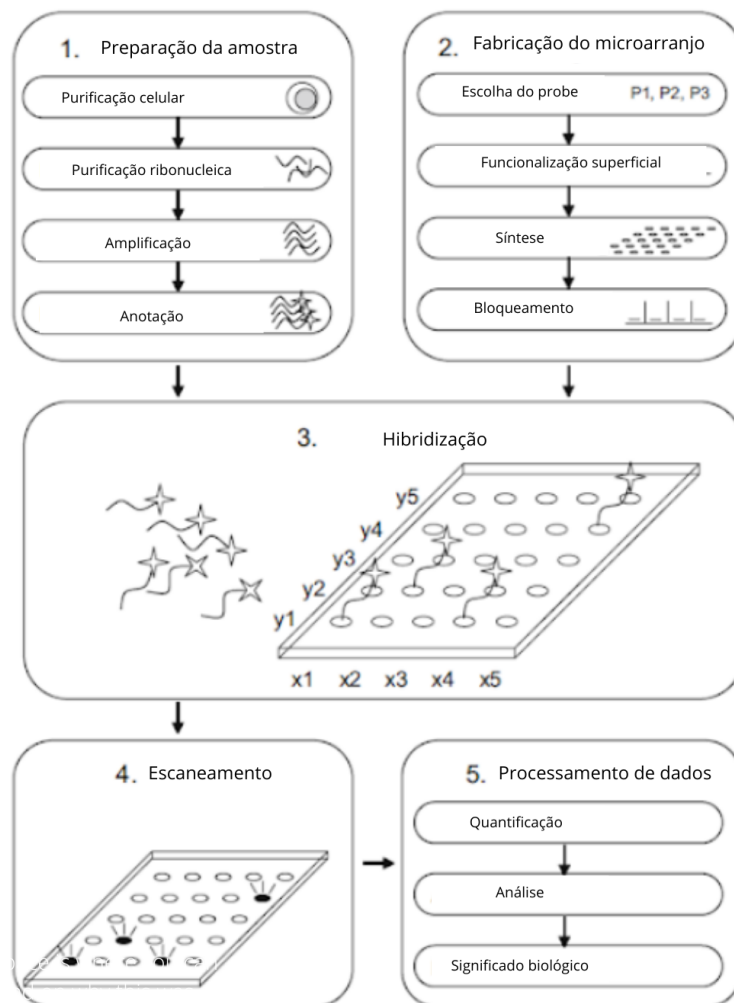 1. Preparação da amostra
Purificação celular
Purificação ribonucleica
Amplificação
Anotação
2. Fabricação do microarranjo
Escolha do probe P1, P2, P3
Funcionalização superficial
Síntese
Bloqueamento
3. Hibridização
y5
y4
y3
y2
y1
x1 x2 x3 x4 x5
4. Escaneamento
5. Processamento de dados
Quantificação
Análise
Significado biológico